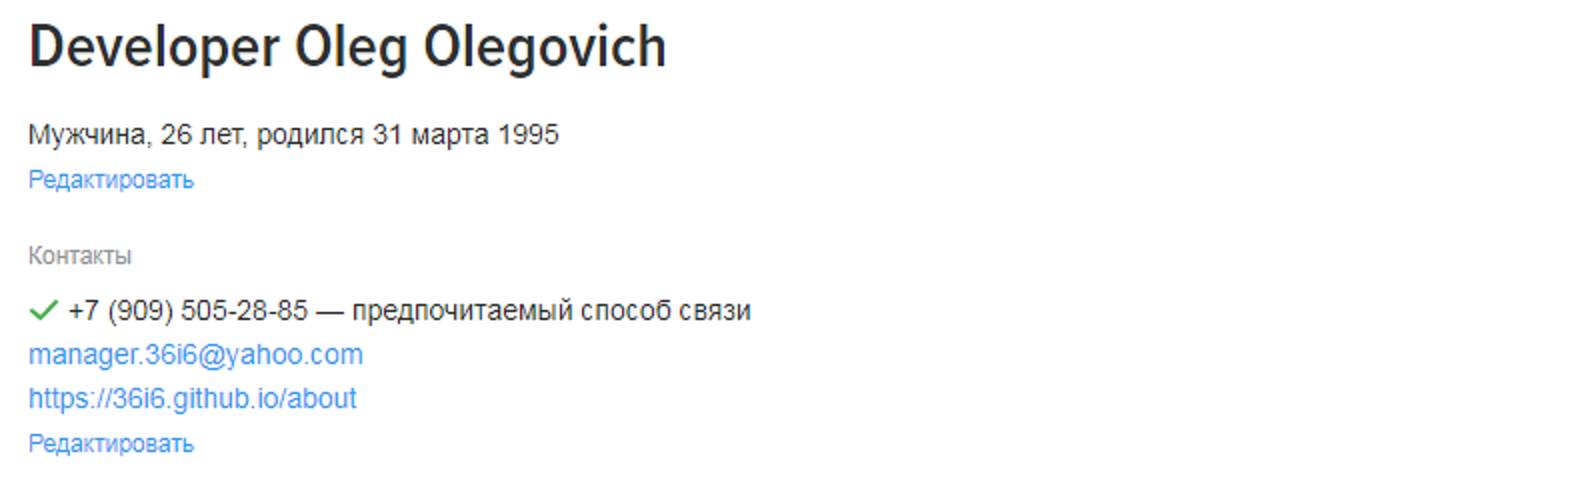 Developer Oleg Olegovich
Мужчина, 26 лет, родился 31 марта 1995
Редактировать
Контакты
+7 (909) 505-28-85 — предпочитаемый способ связи
manager.36i6@yahoo.com
https://36i6.github.io/about
Редактировать